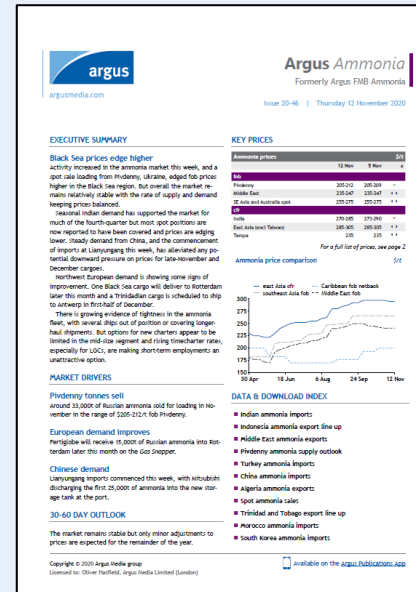 argus
argusmedia.com
Argus Ammonia
Formerly Argus FMB Ammonia
Issue 20-46 | Thursday 12 November 2020
EXECUTIVE SUMMARY
Black Sea prices edge higher
Activity increased in the ammonia market this week, and a
spot sale loading from Pivdenny, Ukraine, edged fob prices
higher in the Black Sea region. But overall the market re-
mains relatively stable with the rate of supply and demand
keeping prices balanced.
Seasonal Indian demand has supported the market for
much of the fourth-quarter but most spot positions are
now reported to have been covered and prices are edging
lower. Steady demand from China, and the commencement
of imports at Lianyungang this week, has alleviated any po-
tential downward pressure on prices for late-November and
December cargoes.
Northwest European demand is showing some signs of
improvement. One Black Sea cargo will deliver to Rotterdam
later this month and a Trinidadian cargo is scheduled to ship
to Antwerp in first-half of December.
There is growing evidence of tightness in the ammonia
fleet, with several ships out of position or covering longer-
haul shipments. But options for new charters appear to be
limited in the mid-size segment and rising timecharter rates,
especially for LGCs, are making short-term employments an
unattractive option.
MARKET DRIVERS
Pivdenny tonnes sell
Around 33,000t of Russian ammonia sold for loading in No-
vember in the range of $205-212/t fob Pivdenny.
European demand improves
Fertiglobe will receive 15,000t of Russian ammonia into Rot-
terdam later this month on the Gas Snapper.
Chinese demand
Lianyungang imports commenced this week, with Mitsubishi
discharging the first 25,000t of ammonia into the new stor-
age tank at the port.
30-60 DAY OUTLOOK
The market remains stable but only minor adjustments to
prices are expected for the remainder of the year.
KEY PRICES
Ammonia prices $/t
12 Nov 5 Nov ±
fob
Pivdenny 205-212 205-209
Middle East 235-247 235-247
SE Asia and Australia spot 255-275 255-275
cfr
India 270-285 273-290
East Asia (excl Taiwan) 285-305 285-305
Tampa 235 235
For a full list of prices, see page 2
Ammonia price comparison $/t
east Asia cfr Caribbean fob netback
southeast Asia fob Middle East fob
300
275
250
225
200
175
150
30 Apr 18 Jun 6 Aug 24 Sep 12 Nov
DATA & DOWNLOAD INDEX
Indian ammonia imports
Indonesia ammonia export line up
Middle East ammonia exports
Pivdenny ammonia supply outlook
Turkey ammonia imports
China ammonia imports
Algeria ammonia exports
Spot ammonia sales
Trinidad and Tobago export line up
Morocco ammonia imports
South Korea ammonia imports
Copyright © 2020 Argus Media group
Licensed to: Oliver Hatfield, Argus Media Limited (London)
Available on the Argus Publications App